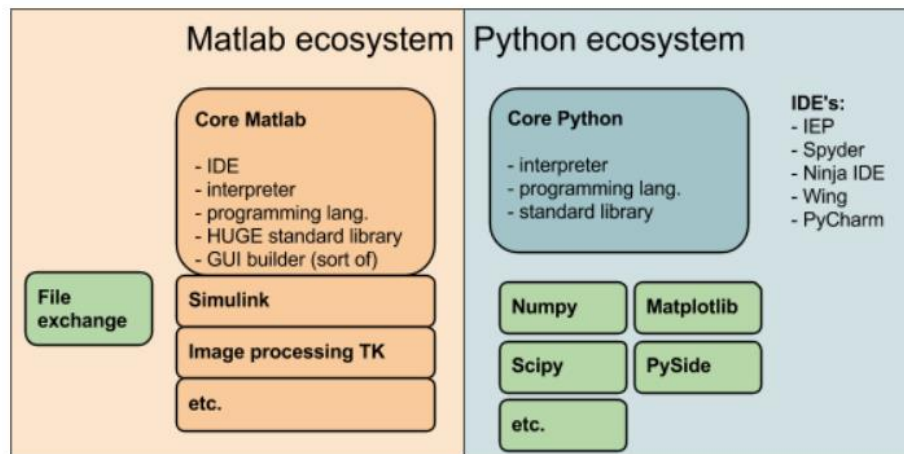 Matlab ecosystem
Core Matlab
- IDE
- interpreter
- programming lang.
- HUGE standard library
- GUI builder (sort of)
File
exchange
Simulink
Image processing TK
etc.
Python ecosystem
Core Python
- interpreter
- programming lang.
- standard library
IDE's:
- IEP
- Spyder
- Ninja IDE
- Wing
- PyCharm
Numpy
Matplotlib
Scipy
PySide
etc.